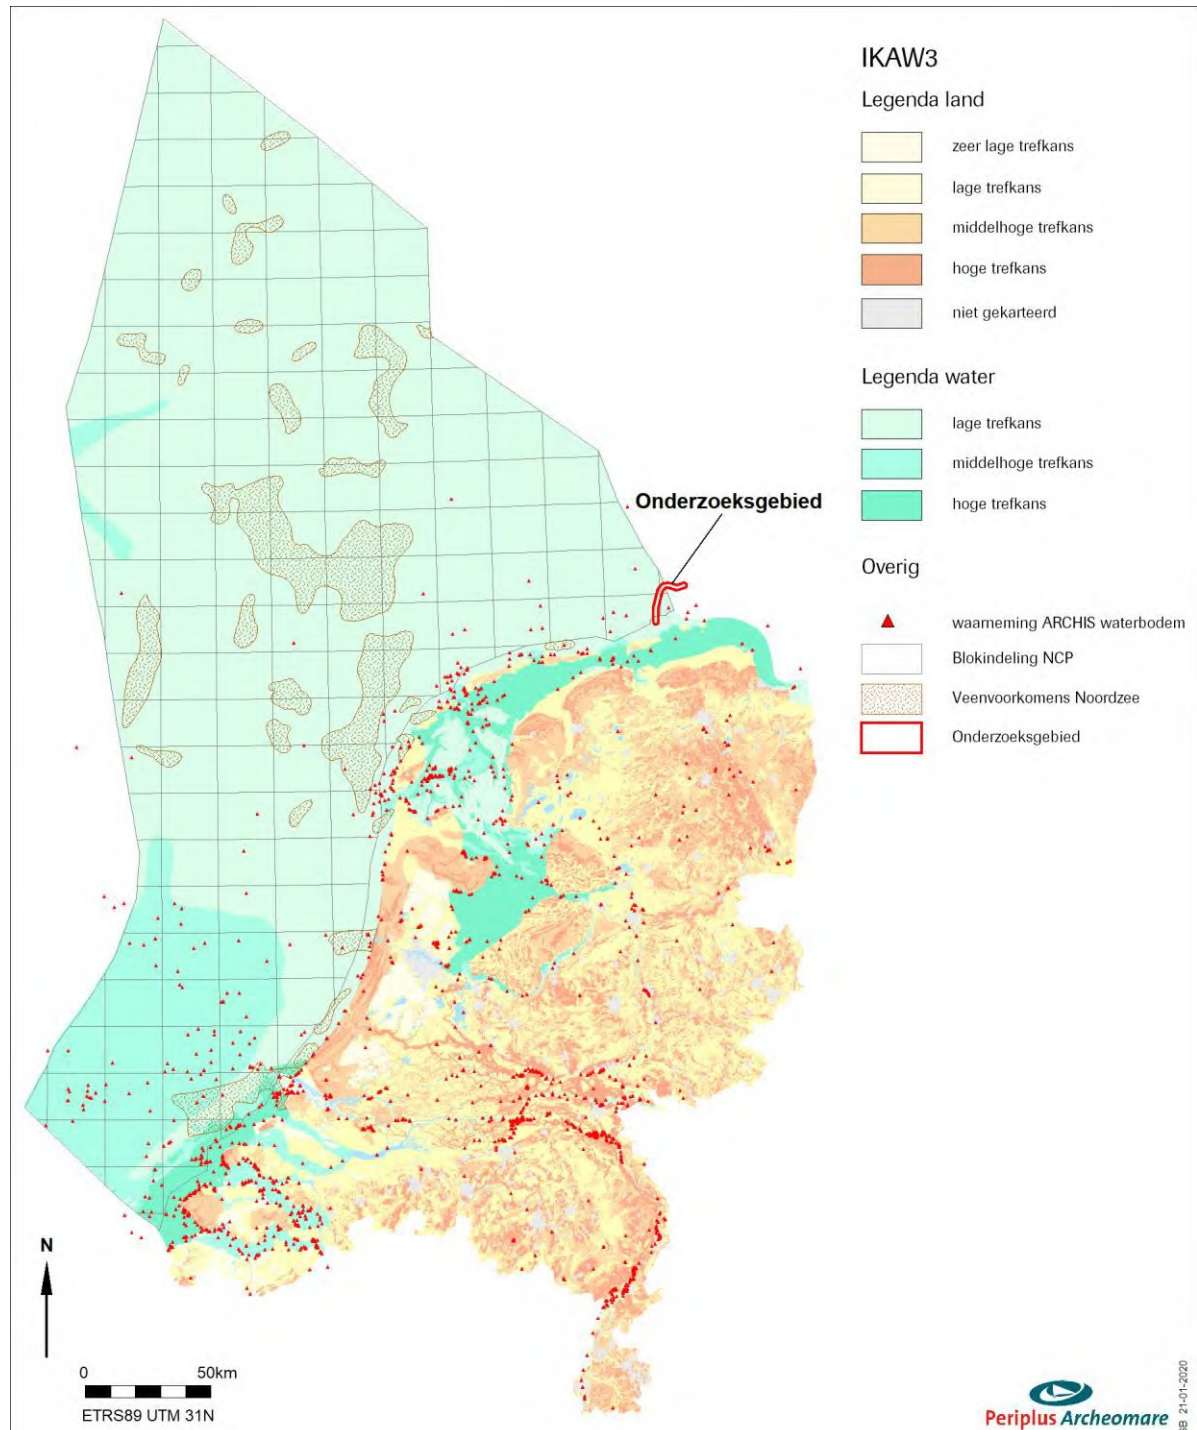 IKAW3
Legenda land
zeer lage trefkans
lage trefkans
middelhoge trefkans
hoge trefkans
niet gekarteerd
Legenda water
lage trefkans
middelhoge trefkans
hoge trefkans
Overig
waarneming ARCHIS waterbodem
Blokindeling NCP
Veenvoorkomens Noordzee
Onderzoeksgebied
Onderzoeksgebied
N
0 50km
ETRS89 UTM 31N
Periplus Archeomare
SB 21-01-2020